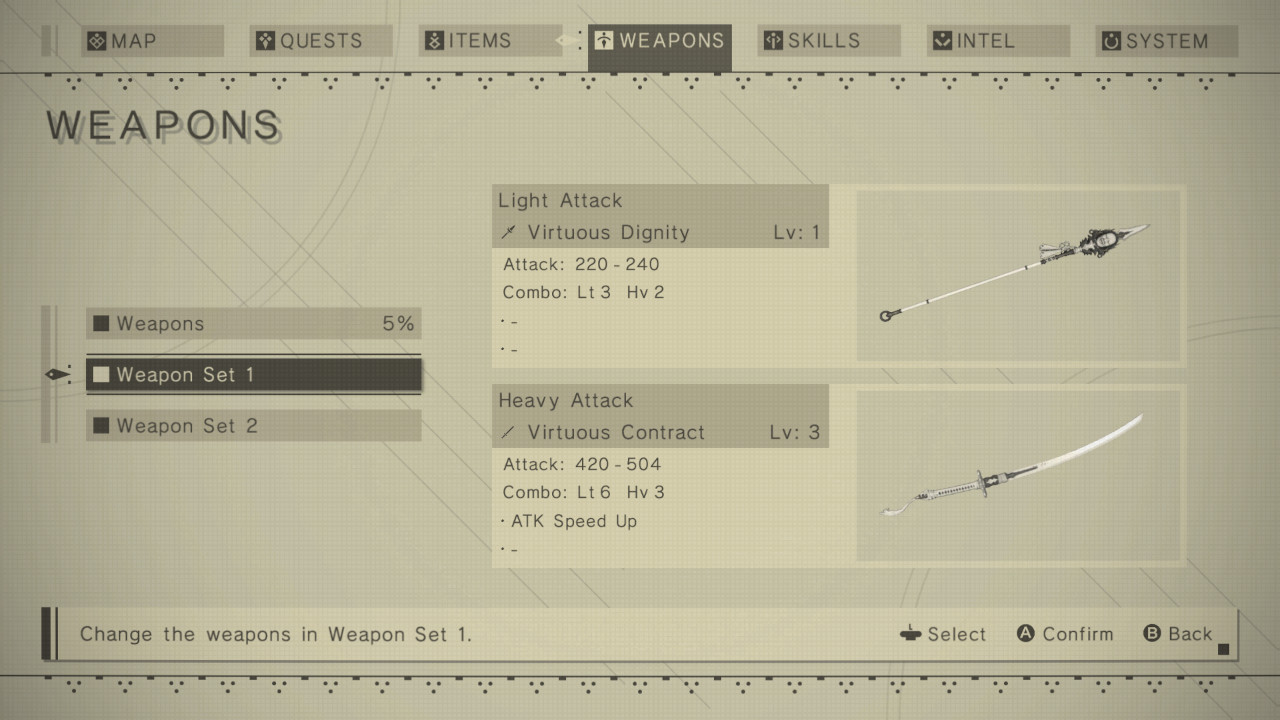 MAP QUESTS ITEMS WEAPONS SKILLS INTEL SYSTEM
WEAPONS
Light Attack
Virtuous Dignity Lv: 1
Attack: 220 - 240
Combo: Lt 3 Hv 2
· -
· -
Weapons 5%
Weapon Set 1
Weapon Set 2
Heavy Attack
Virtuous Contract Lv: 3
Attack: 420 - 504
Combo: Lt 6 Hv 3
· ATK Speed Up
· -
Change the weapons in Weapon Set 1. Select A Confirm B Back